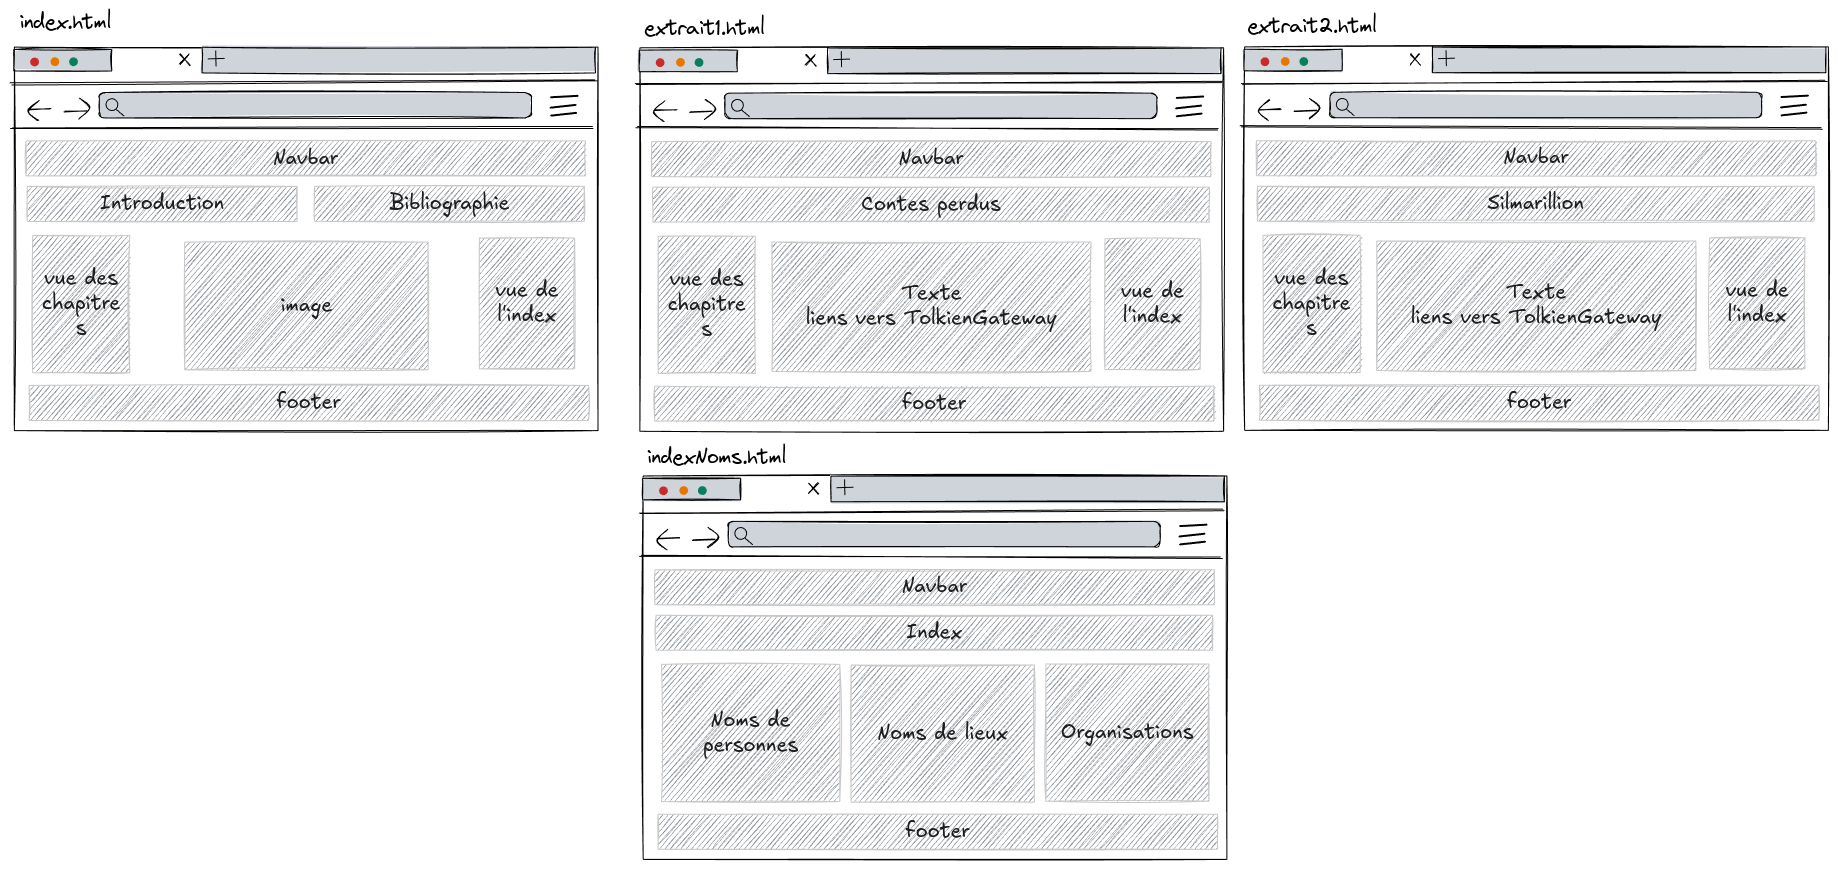 index.html
Navbar
Introduction
Bibliographie
vue des
chapitre
s
image
vue de
l'index
footer
extrait1.html
Navbar
Contes perdus
vue des
chapitre
s
Texte
liens vers TolkienGateway
vue de
l'index
footer
extrait2.html
Navbar
Silmarillion
vue des
chapitre
s
Texte
liens vers TolkienGateway
vue de
l'index
footer
indexNoms.html
Navbar
Index
Noms de
personnes
Noms de lieux
Organisations
footer